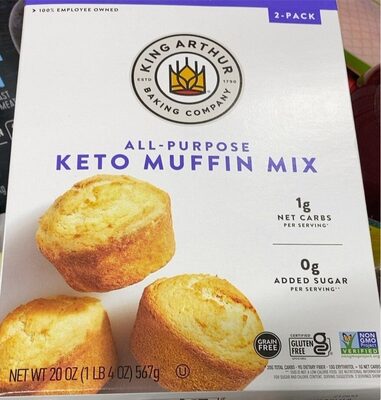 > 100% EMPLOYEE OWNED
2-PACK
KING ARTHUR
ESTD 1790
BAKING COMPANY
ALL-PURPOSE
KETO MUFFIN MIX
1g
NET CARBS
PER SERVING*
0g
ADDED SUGAR
PER SERVING**
GRAIN
FREE
CERTIFIED
GLUTEN
FREE
NON
GMO
Project
VERIFIED
NET WT 20 OZ (1 LB 4 OZ) 567g